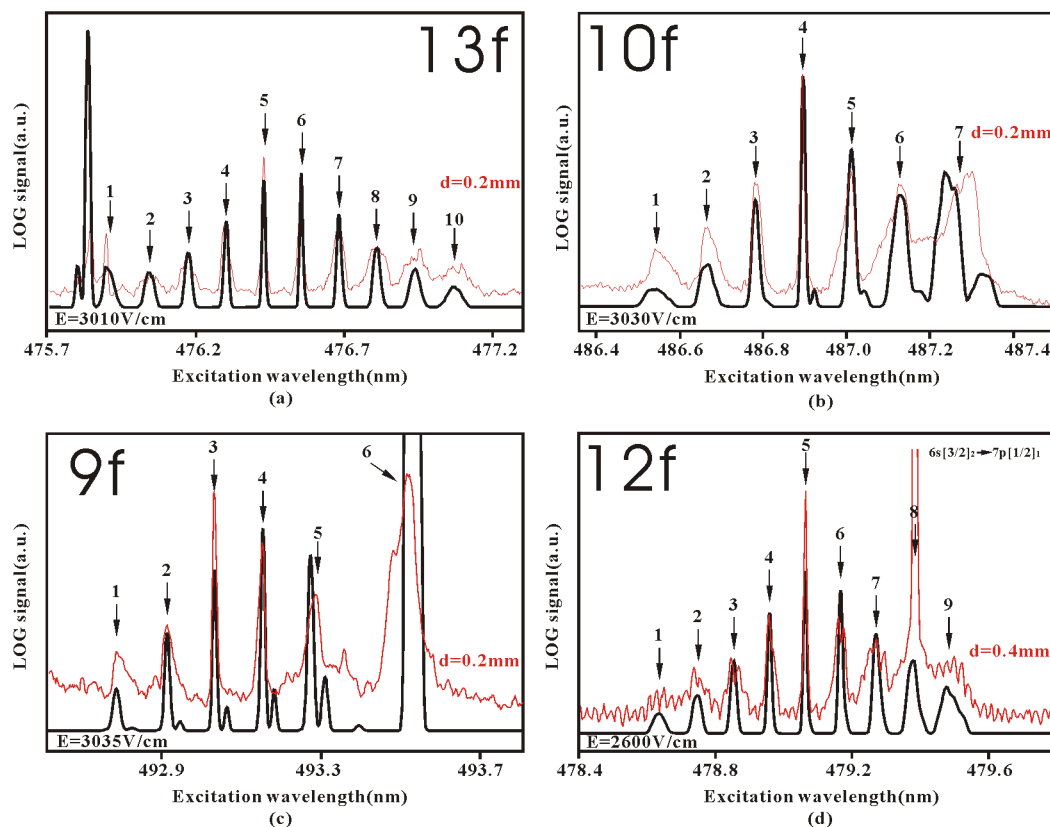 13f
5
6
4
7
3
8
9
1
2
10
d=0.2mm
LOG signal(a.u.)
E=3010V/cm
475.7 476.2 476.7 477.2
Excitation wavelength(nm)
(a)
10f
4
5
3
6
7 d=0.2mm
2
1
LOG signal(a.u.)
E=3030V/cm
486.4 486.6 486.8 487.0 487.2 487.4
Excitation wavelength(nm)
(b)
9f
3
6
4
5
2
1
d=0.2mm
LOG signal(a.u.)
E=3035V/cm
492.9 493.3 493.7
Excitation wavelength(nm)
(c)
12f
5
6s[3/2]₂→7p[1/2]₁
8
6
4
7
3
9
2
1
d=0.4mm
LOG signal(a.u.)
E=2600V/cm
478.4 478.8 479.2 479.6
Excitation wavelength(nm)
(d)